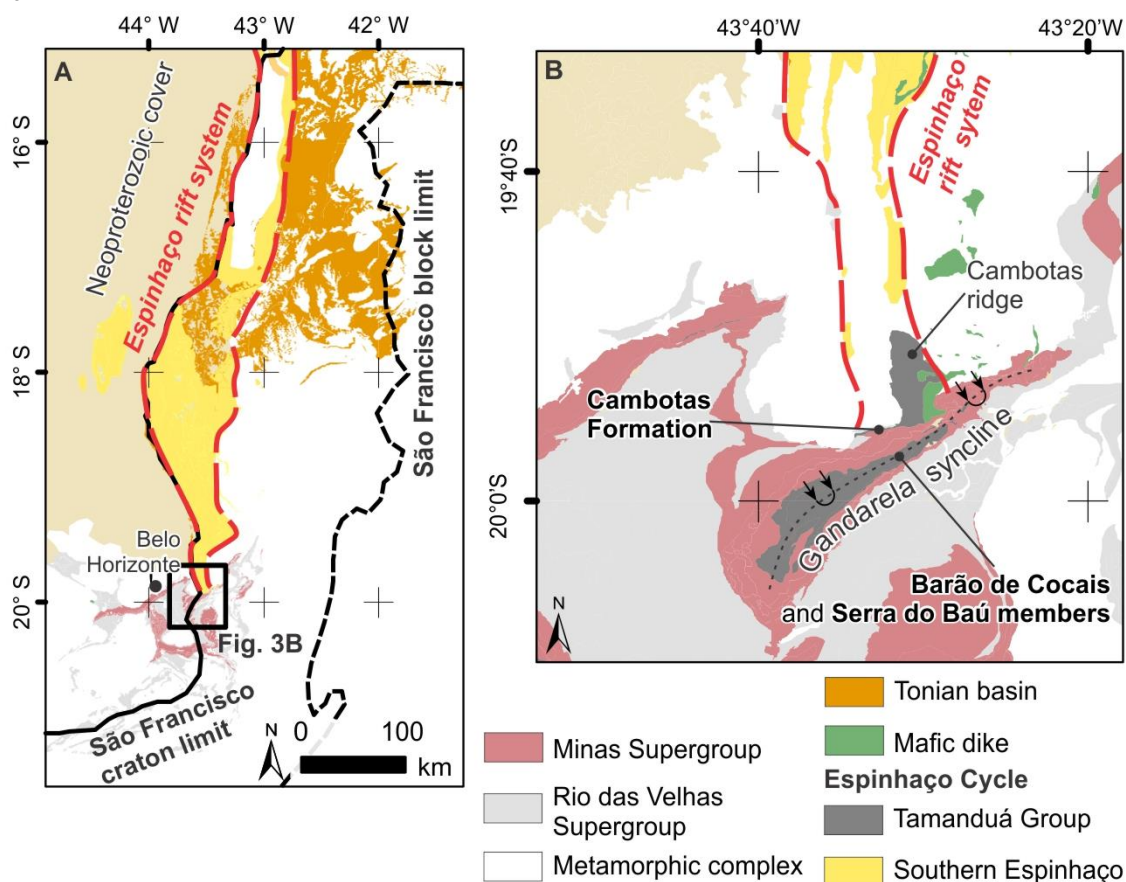 44° W
43° W
42° W
A
16° S
18° S
20° S
Neoproterozoic cover
Espinhaço rift system
São Francisco block limit
Belo
Horizonte
Fig. 3B
São Francisco
craton limit
N
0
100
km
43°40'W
43°20'W
B
19°40'S
20°0'S
Espinhaço
rift sytem
Cambotas
ridge
Cambotas
Formation
Gandarela syncline
Barão de Cocais
and Serra do Baú members
N
Minas Supergroup
Rio das Velhas
Supergroup
Metamorphic complex
Tonian basin
Mafic dike
Espinhaço Cycle
Tamanduá Group
Southern Espinhaço